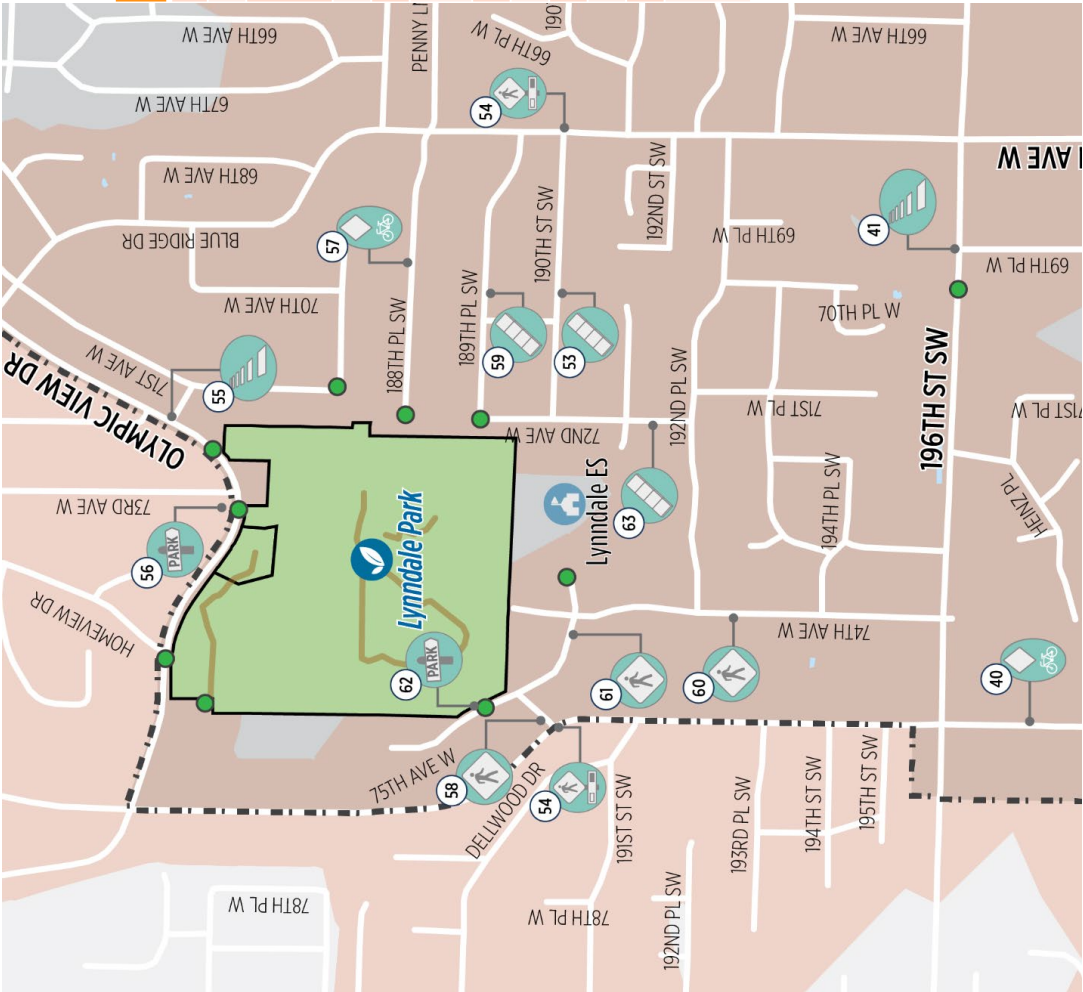 66TH AVE W
PENNY LN
66TH PL W
190T
66TH AVE W
67TH AVE W
54
68TH AVE W
AVE W
BLUE RIDGE DR
57
190TH ST SW
192ND ST SW
69TH PL W
41
69TH PL W
70TH AVE W
188TH PL SW
189TH PL SW
59
53
70TH PL W
OLYMPIC VIEW DR
71ST AVE W
55
72ND AVE W
192ND PL SW
71ST PL W
196TH ST SW
71ST PL W
73RD AVE W
56
PARK
Lynndale Park
Lynndale ES
63
194TH PL SW
HEINZ PL
HOMEVIEW DR
62
PARK
61
60
74TH AVE W
40
75TH AVE W
58
DELLWOOD DR
54
191ST ST SW
193RD PL SW
194TH ST SW
195TH ST SW
78TH PL W
78TH PL W
192ND PL SW